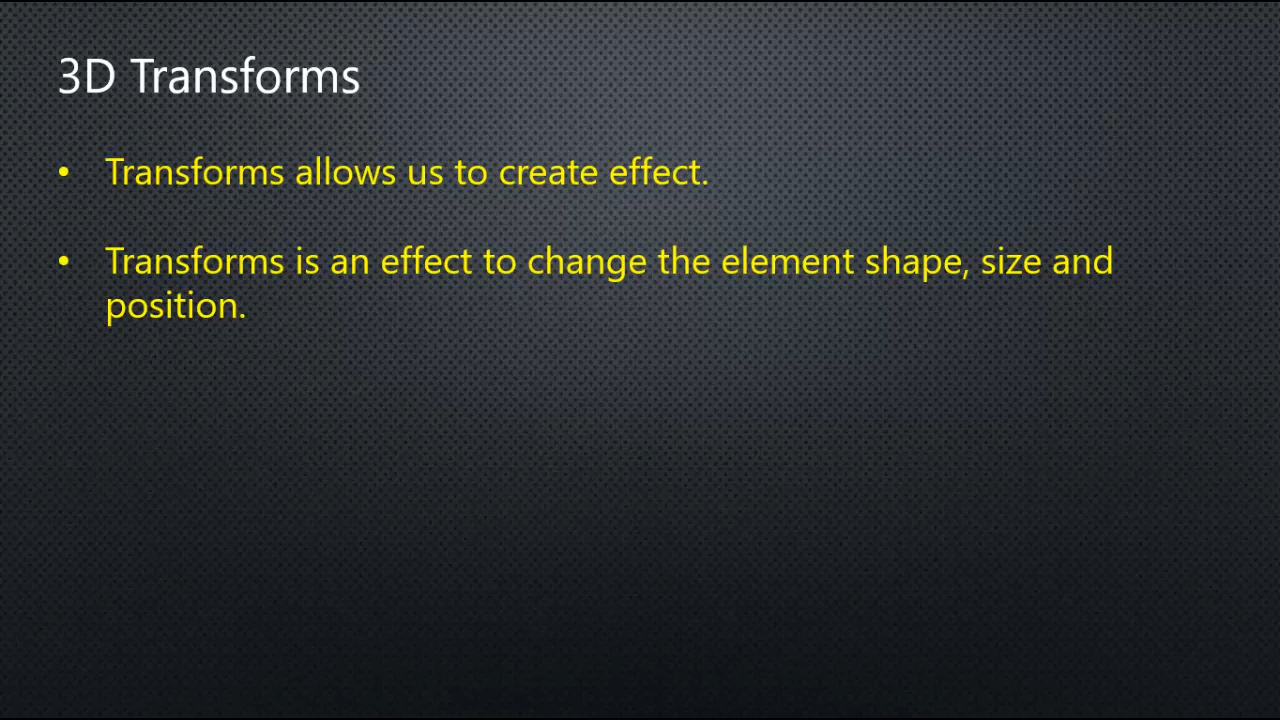 3D Transforms
• Transforms allows us to create effect.
• Transforms is an effect to change the element shape, size and
position.